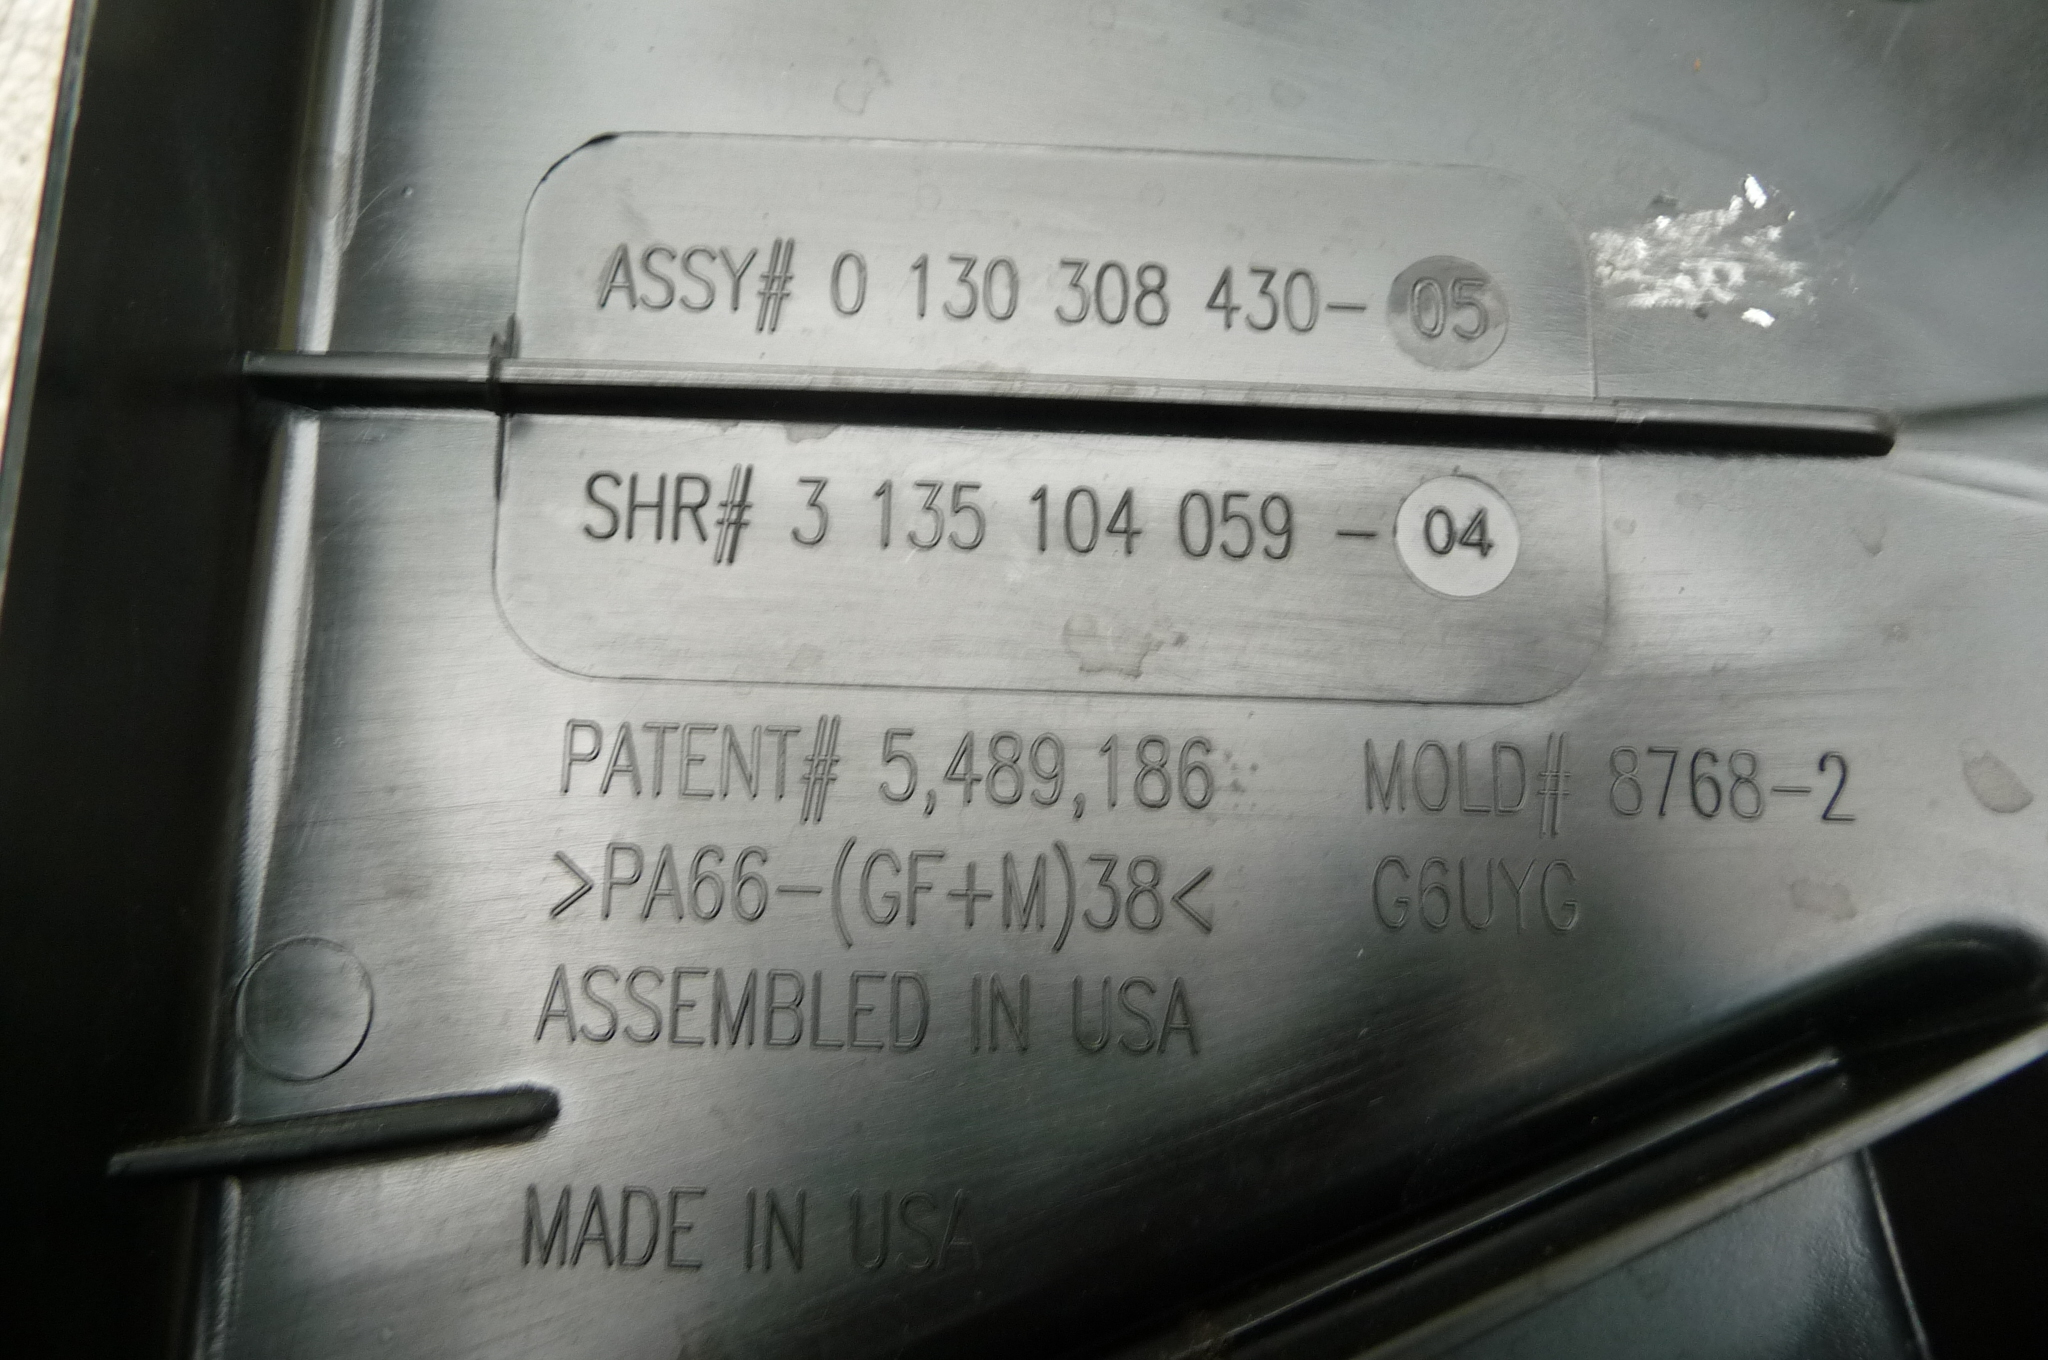 ASSY# 0 130 308 430- 05
SHR# 3 135 104 059 - 04
PATENT# 5,489,186 MOLD# 8768-2
>PA66-(GF+M)38< G6UYG
ASSEMBLED IN USA
MADE IN USA